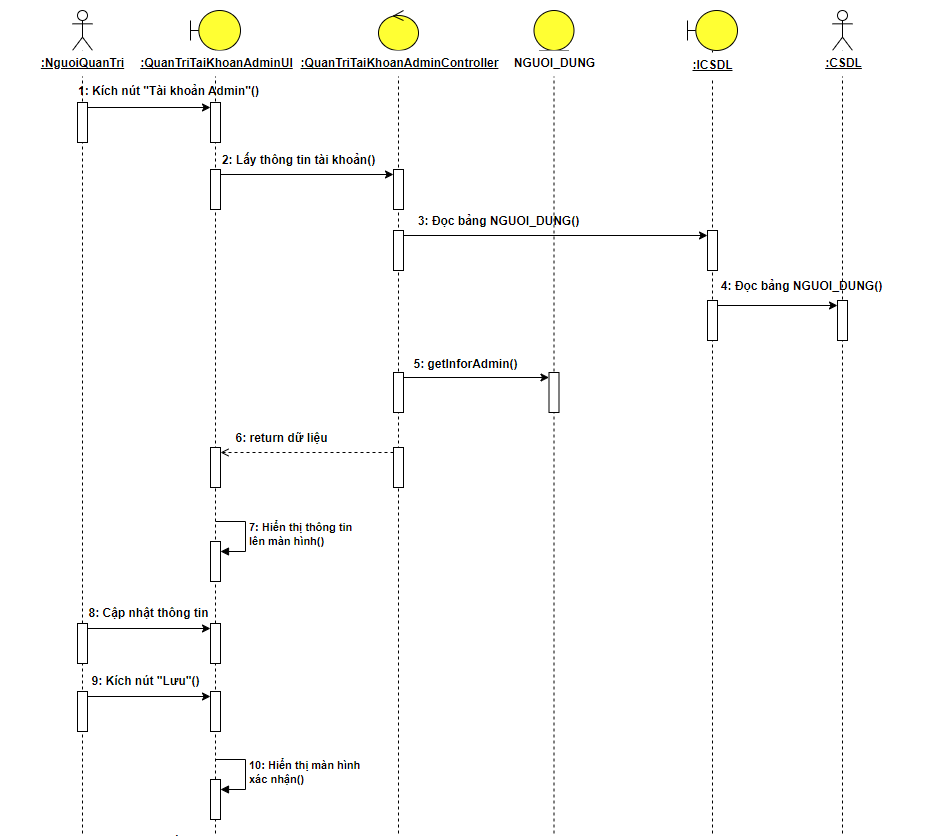 :NguoiQuanTri :QuanTriTaiKhoanAdminUI :QuanTriTaiKhoanAdminController NGUOI_DUNG :ICSDL :CSDL
1: Kích nút "Tài khoản Admin"()
2: Lấy thông tin tài khoản()
3: Đọc bảng NGUOI_DUNG()
4: Đọc bảng NGUOI_DUNG()
5: getInforAdmin()
6: return dữ liệu
7: Hiển thị thông tin
lên màn hình()
8: Cập nhật thông tin
9: Kích nút "Lưu"()
10: Hiển thị màn hình
xác nhận()